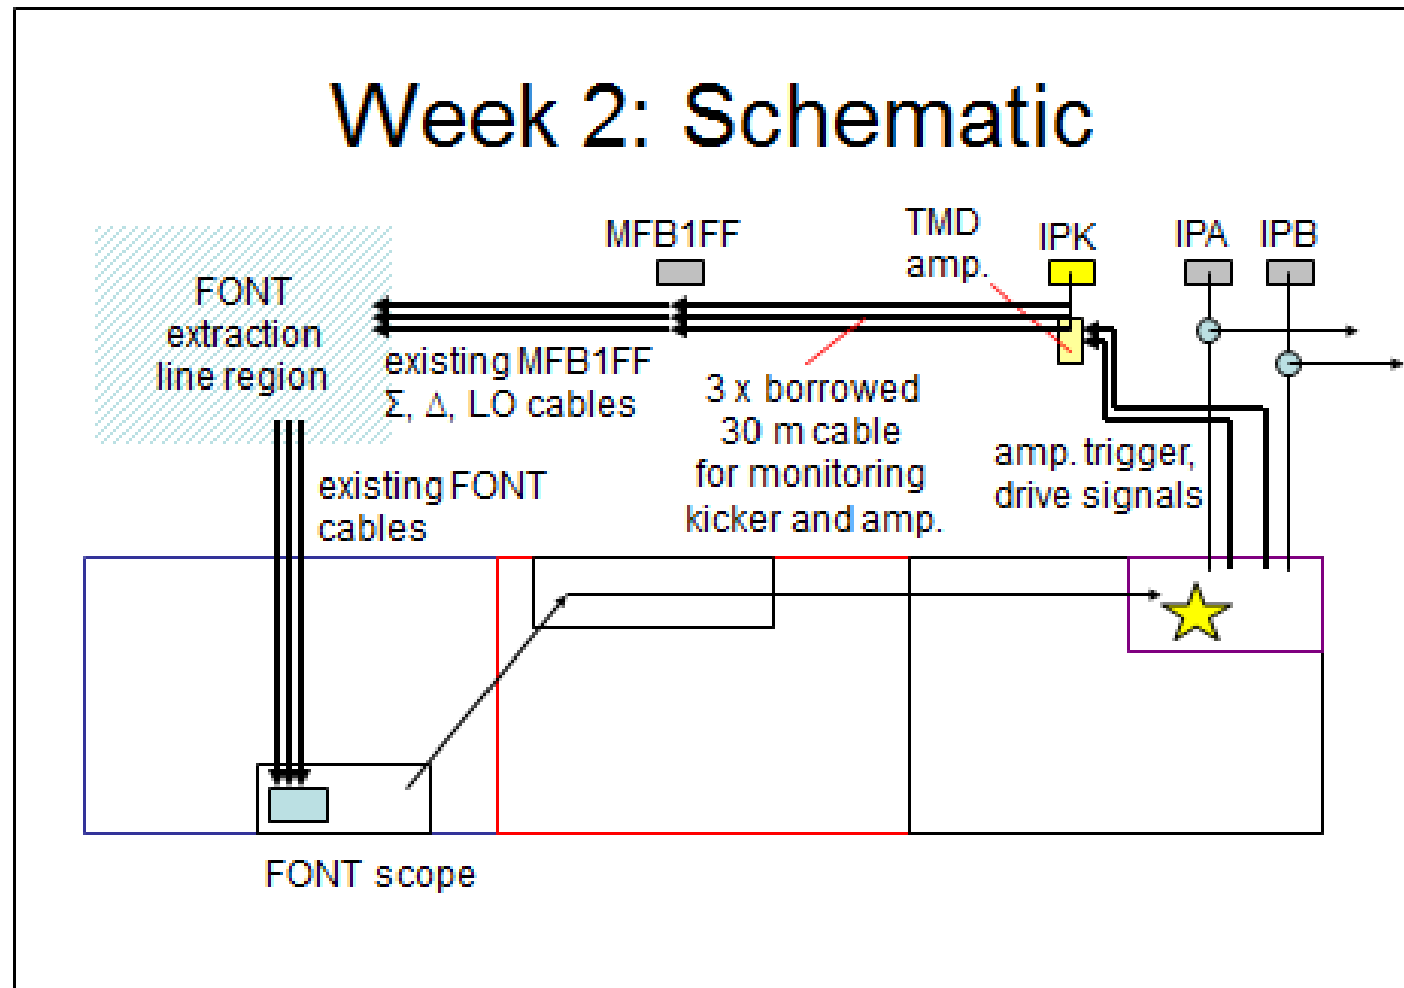 Week 2: Schematic
MFB1FF
TMD
amp.
IPK
IPA
IPB
FONT
extraction
line region
existing MFB1FF
Σ, Δ, LO cables
3 x borrowed
30 m cable
for monitoring
kicker and amp.
amp. trigger,
drive signals
existing FONT
cables
FONT scope